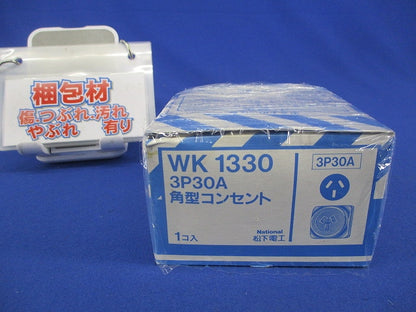 梱包材
傷、つぶれ、汚れ
やぶれ 有り
WK 1330
3P30A
角型コンセント
1コ入
National
松下電工
3P30A